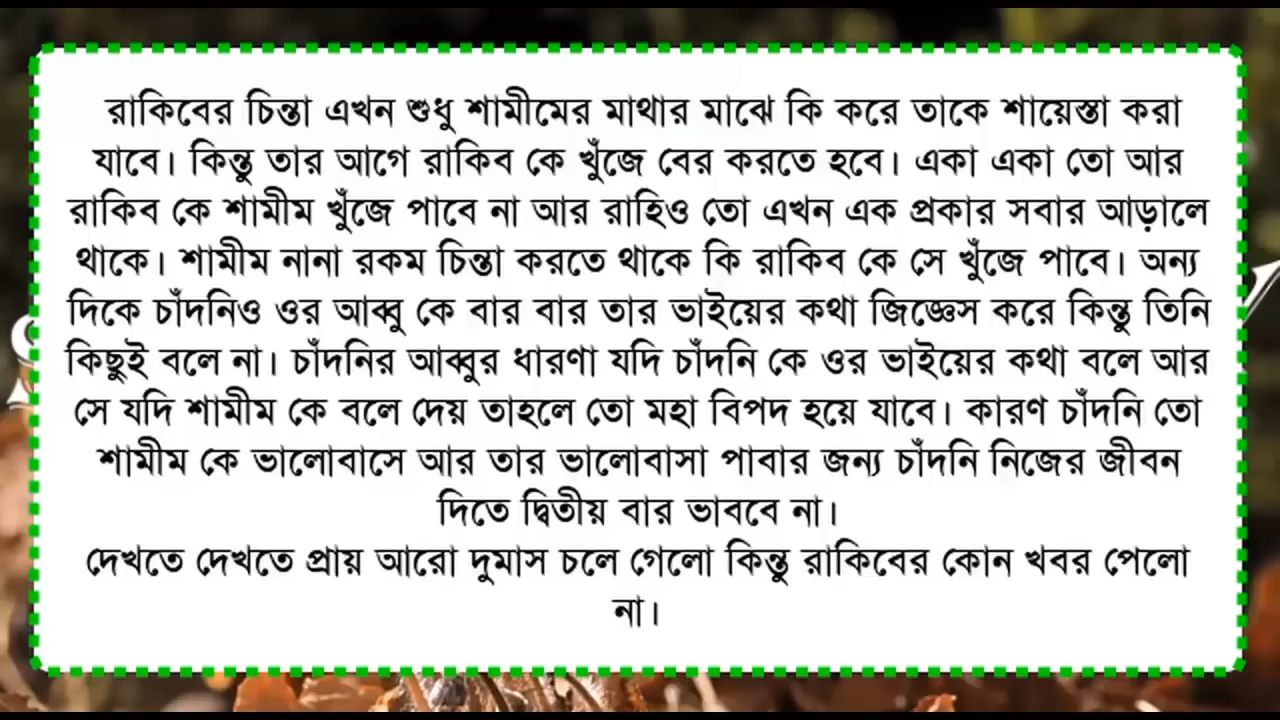 রাকিবের চিন্তা এখন শুধু শামীমের মাথার মাঝে কি করে তাকে শায়েস্তা করা
যাবে। কিন্তু তার আগে রাকিব কে খুঁজে বের করতে হবে। একা একা তো আর
রাকিব কে শামীম খুঁজে পাবে না আর রাহিও তো এখন এক প্রকার সবার আড়ালে
থাকে। শামীম নানা রকম চিন্তা করতে থাকে কি রাকিব কে সে খুঁজে পাবে। অন্য
দিকে চাঁদনিও ওর আব্বু কে বার বার তার ভাইয়ের কথা জিজ্ঞেস করে কিন্তু তিনি
কিছুই বলে না। চাঁদনির আব্বুর ধারণা যদি চাঁদনি কে ওর ভাইয়ের কথা বলে আর
সে যদি শামীম কে বলে দেয় তাহলে তো মহা বিপদ হয়ে যাবে। কারণ চাঁদনি তো
শামীম কে ভালোবাসে আর তার ভালোবাসা পাবার জন্য চাঁদনি নিজের জীবন
দিতে দ্বিতীয় বার ভাববে না।
দেখতে দেখতে প্রায় আরো দুমাস চলে গেলো কিন্তু রাকিবের কোন খবর পেলো
না।